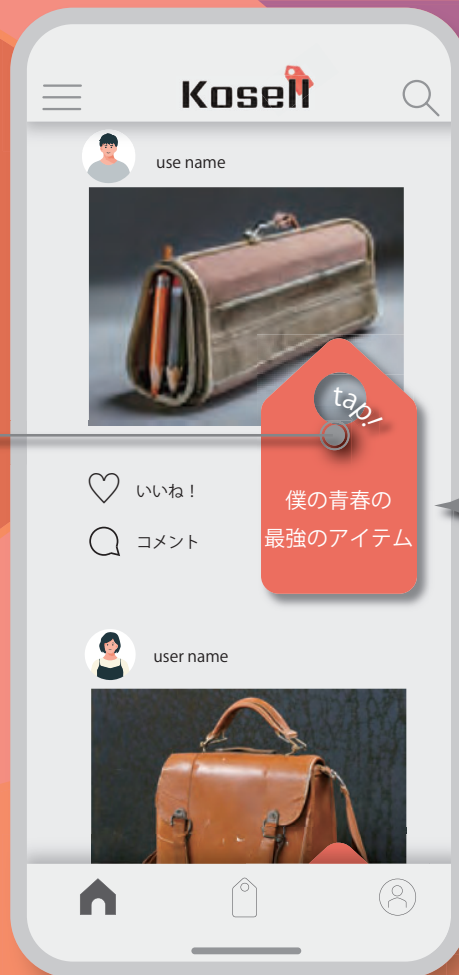 Kosell
use name
tap!
いいね！
僕の青春の
コメント
最強のアイテム
user name